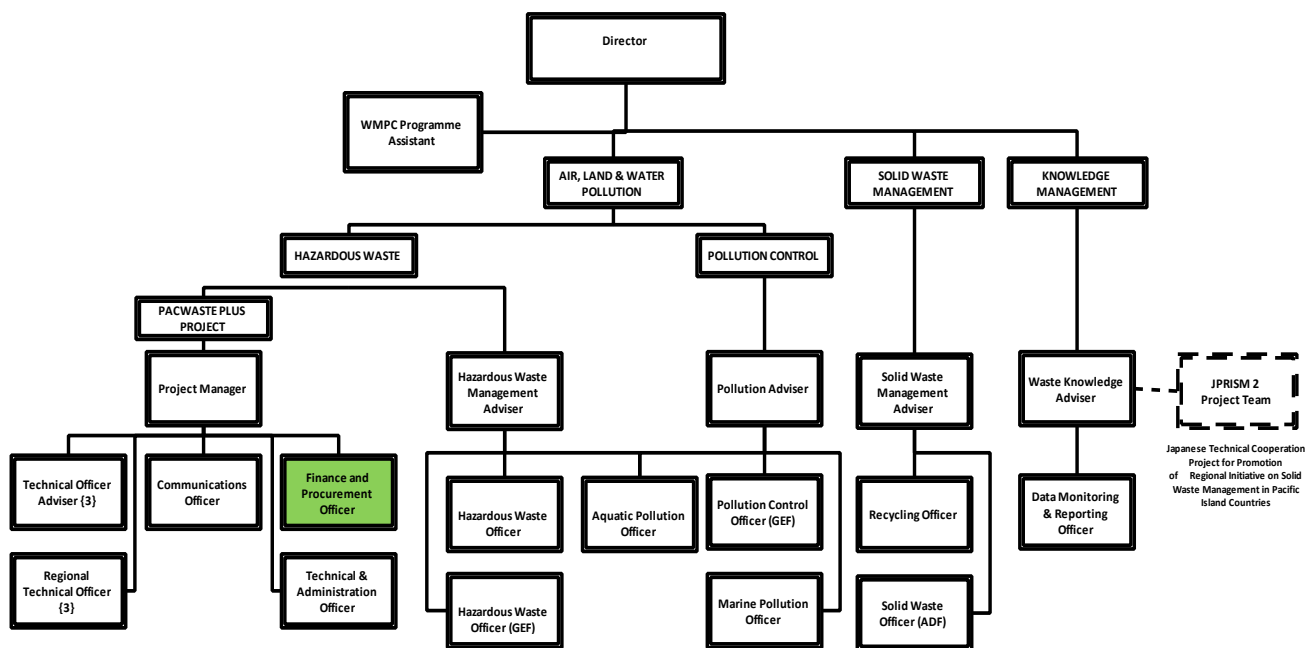 Director
WMPC Programme
Assistant
AIR, LAND & WATER
POLLUTION
SOLID WASTE
MANAGEMENT
KNOWLEDGE
MANAGEMENT
HAZARDOUS WASTE
POLLUTION CONTROL
PACWASTE PLUS
PROJECT
Project Manager
Hazardous Waste
Management
Adviser
Pollution Adviser
Solid Waste
Management
Adviser
Waste Knowledge
Adviser
JPRISM 2
Project Team
Japanese Technical Cooperation
Project for Promotion
of Regional Initiative on Solid
Waste Management in Pacific
Island Countries
Technical Officer
Adviser {3}
Communications
Officer
Finance and
Procurement
Officer
Hazardous Waste
Officer
Aquatic Pollution
Officer
Pollution Control
Officer (GEF)
Recycling Officer
Data Monitoring
& Reporting
Officer
Regional
Technical Officer
{3}
Technical &
Administration
Officer
Hazardous Waste
Officer (GEF)
Marine Pollution
Officer
Solid Waste
Officer (ADF)